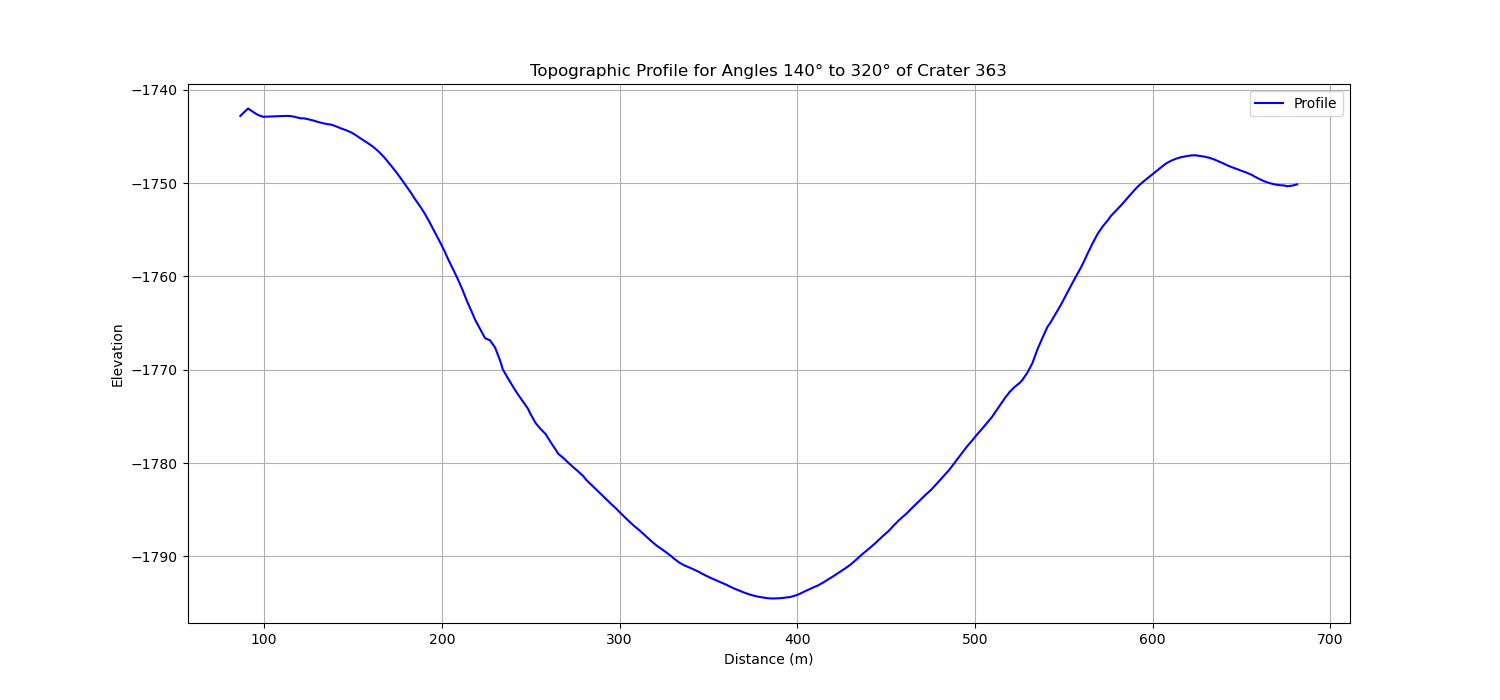 Topographic Profile for Angles 140° to 320° of Crater 363
Profile
−1740
−1750
−1760
−1770
−1780
−1790
Elevation
100 200 300 400 500 600 700
Distance (m)